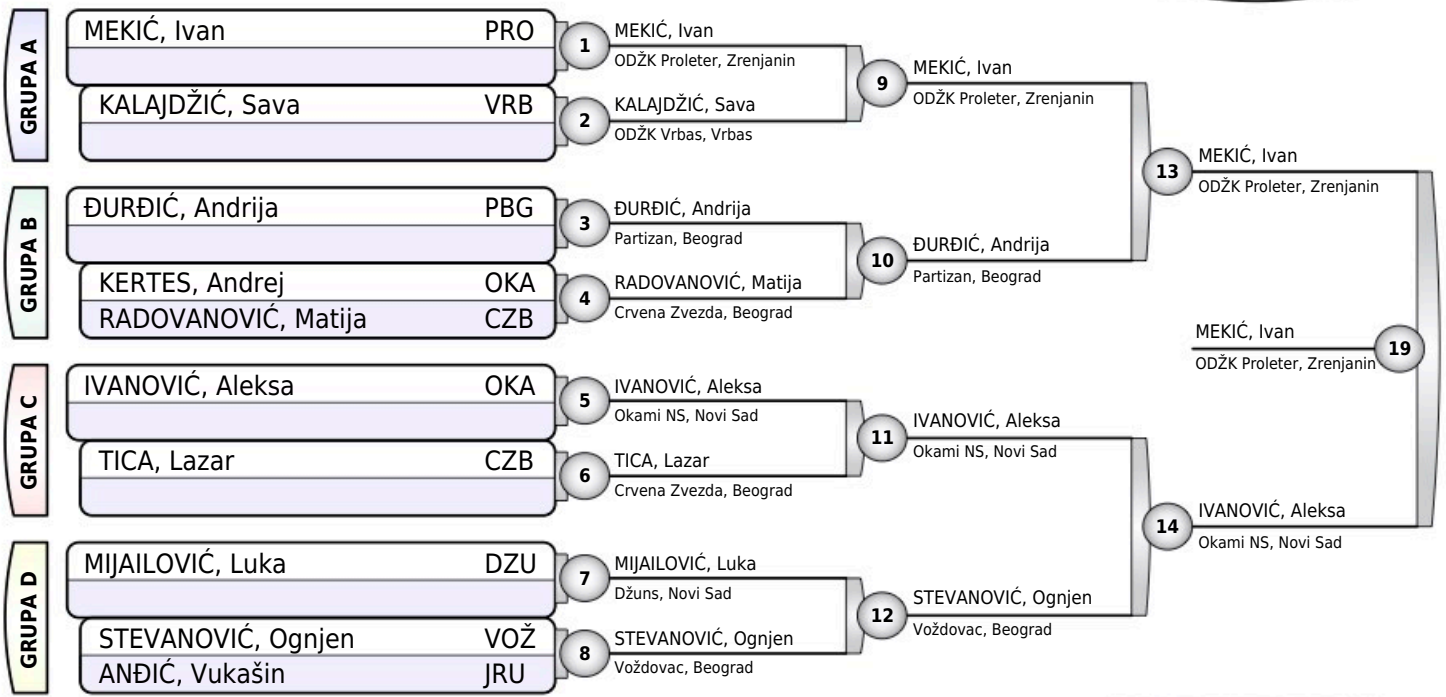 GRUPA A
MEKIĆ, Ivan PRO
KALAJDŽIĆ, Sava VRB
GRUPA B
ĐURĐIĆ, Andrija PBG
KERTES, Andrej OKA
RADOVANOVIĆ, Matija CZB
GRUPA C
IVANOVIĆ, Aleksa OKA
TICA, Lazar CZB
GRUPA D
MIJAILOVIĆ, Luka DZU
STEVANOVIĆ, Ognjen VOŽ
ANĐIĆ, Vukašin JRU
1 MEKIĆ, Ivan
ODŽK Proleter, Zrenjanin
2 KALAJDŽIĆ, Sava
ODŽK Vrbas, Vrbas
3 ĐURĐIĆ, Andrija
Partizan, Beograd
4 RADOVANOVIĆ, Matija
Crvena Zvezda, Beograd
5 IVANOVIĆ, Aleksa
Okami NS, Novi Sad
6 TICA, Lazar
Crvena Zvezda, Beograd
7 MIJAILOVIĆ, Luka
Džuns, Novi Sad
8 STEVANOVIĆ, Ognjen
Voždovac, Beograd
9 MEKIĆ, Ivan
ODŽK Proleter, Zrenjanin
10 ĐURĐIĆ, Andrija
Partizan, Beograd
11 IVANOVIĆ, Aleksa
Okami NS, Novi Sad
12 STEVANOVIĆ, Ognjen
Voždovac, Beograd
13 MEKIĆ, Ivan
ODŽK Proleter, Zrenjanin
14 IVANOVIĆ, Aleksa
Okami NS, Novi Sad
MEKIĆ, Ivan
ODŽK Proleter, Zrenjanin 19